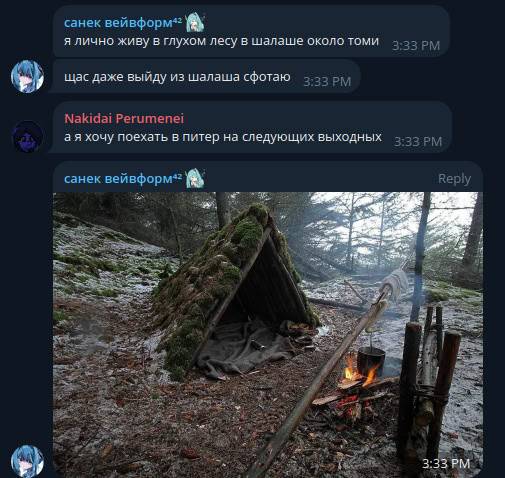 санек вейвформ⁴²
я лично живу в глухом лесу в шалаше около томи
3:33 PM
щас даже выйду из шалаша сфотаю
3:33 PM
Nakidai Perumenei
а я хочу поехать в питер на следующих выходных
3:33 PM
санек вейвформ⁴²
Reply
3:33 PM